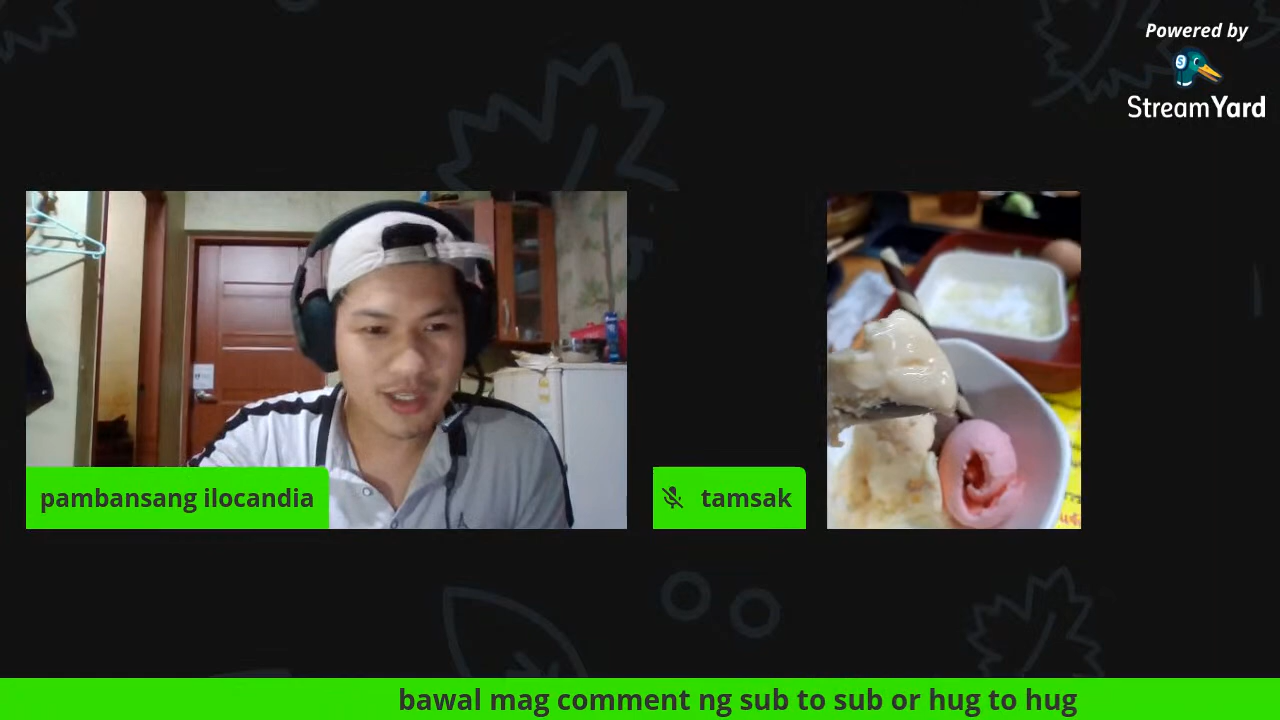 Powered by
StreamYard
pambansang ilocandia
tamsak
bawal mag comment ng sub to sub or hug to hug